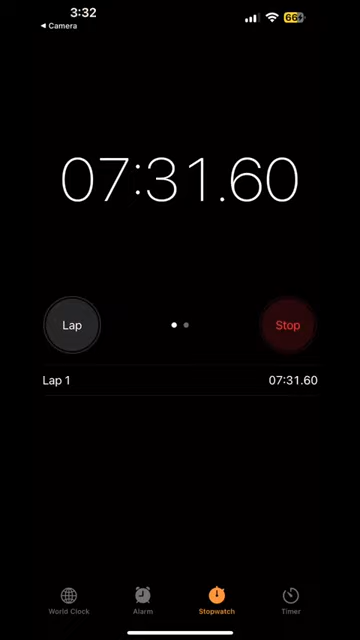 3:32
66
◀ Camera
07:31.60
Lap
Stop
Lap 1 07:31.60
World Clock Alarm Stopwatch Timer